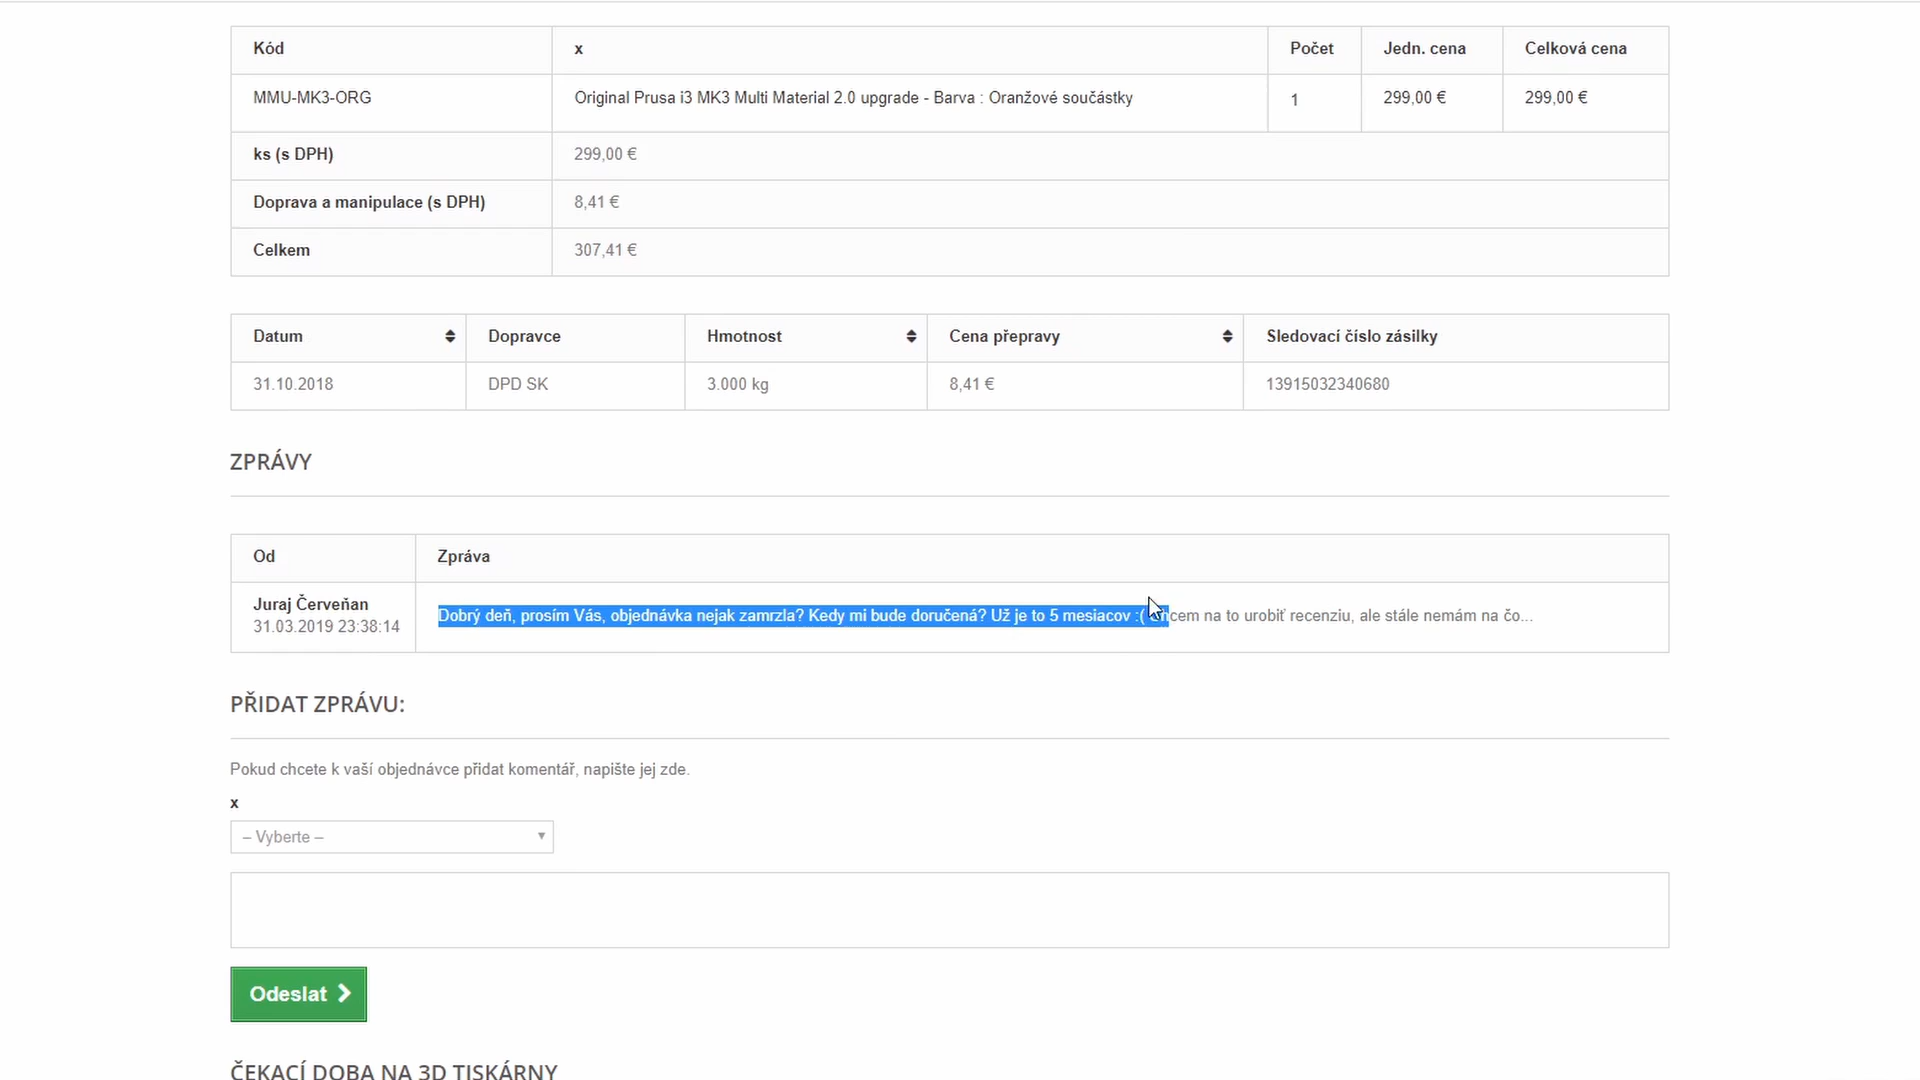 Kód x Počet Jedn. cena Celková cena
MMU-MK3-ORG Original Prusa i3 MK3 Multi Material 2.0 upgrade - Barva : Oranžové součástky 1 299,00 € 299,00 €
ks (s DPH) 299,00 €
Doprava a manipulace (s DPH) 8,41 €
Celkem 307,41 €
Datum Dopravce Hmotnost Cena přepravy Sledovací číslo zásilky
31.10.2018 DPD SK 3.000 kg 8,41 € 13915032340680
ZPRÁVY
Od Zpráva
Juraj Červeňan
31.03.2019 23:38:14
Dobrý deň, prosím Vás, objednávka nejak zamrzla? Kedy mi bude doručená? Už je to 5 mesiacov :( Chcem na to urobiť recenziu, ale stále nemám na čo...
PŘIDAT ZPRÁVU:
Pokud chcete k vaší objednávce přidat komentář, napište jej zde.
x
– Vyberte –
Odeslat
ČEKACÍ DOBA NA 3D TISKÁRNY